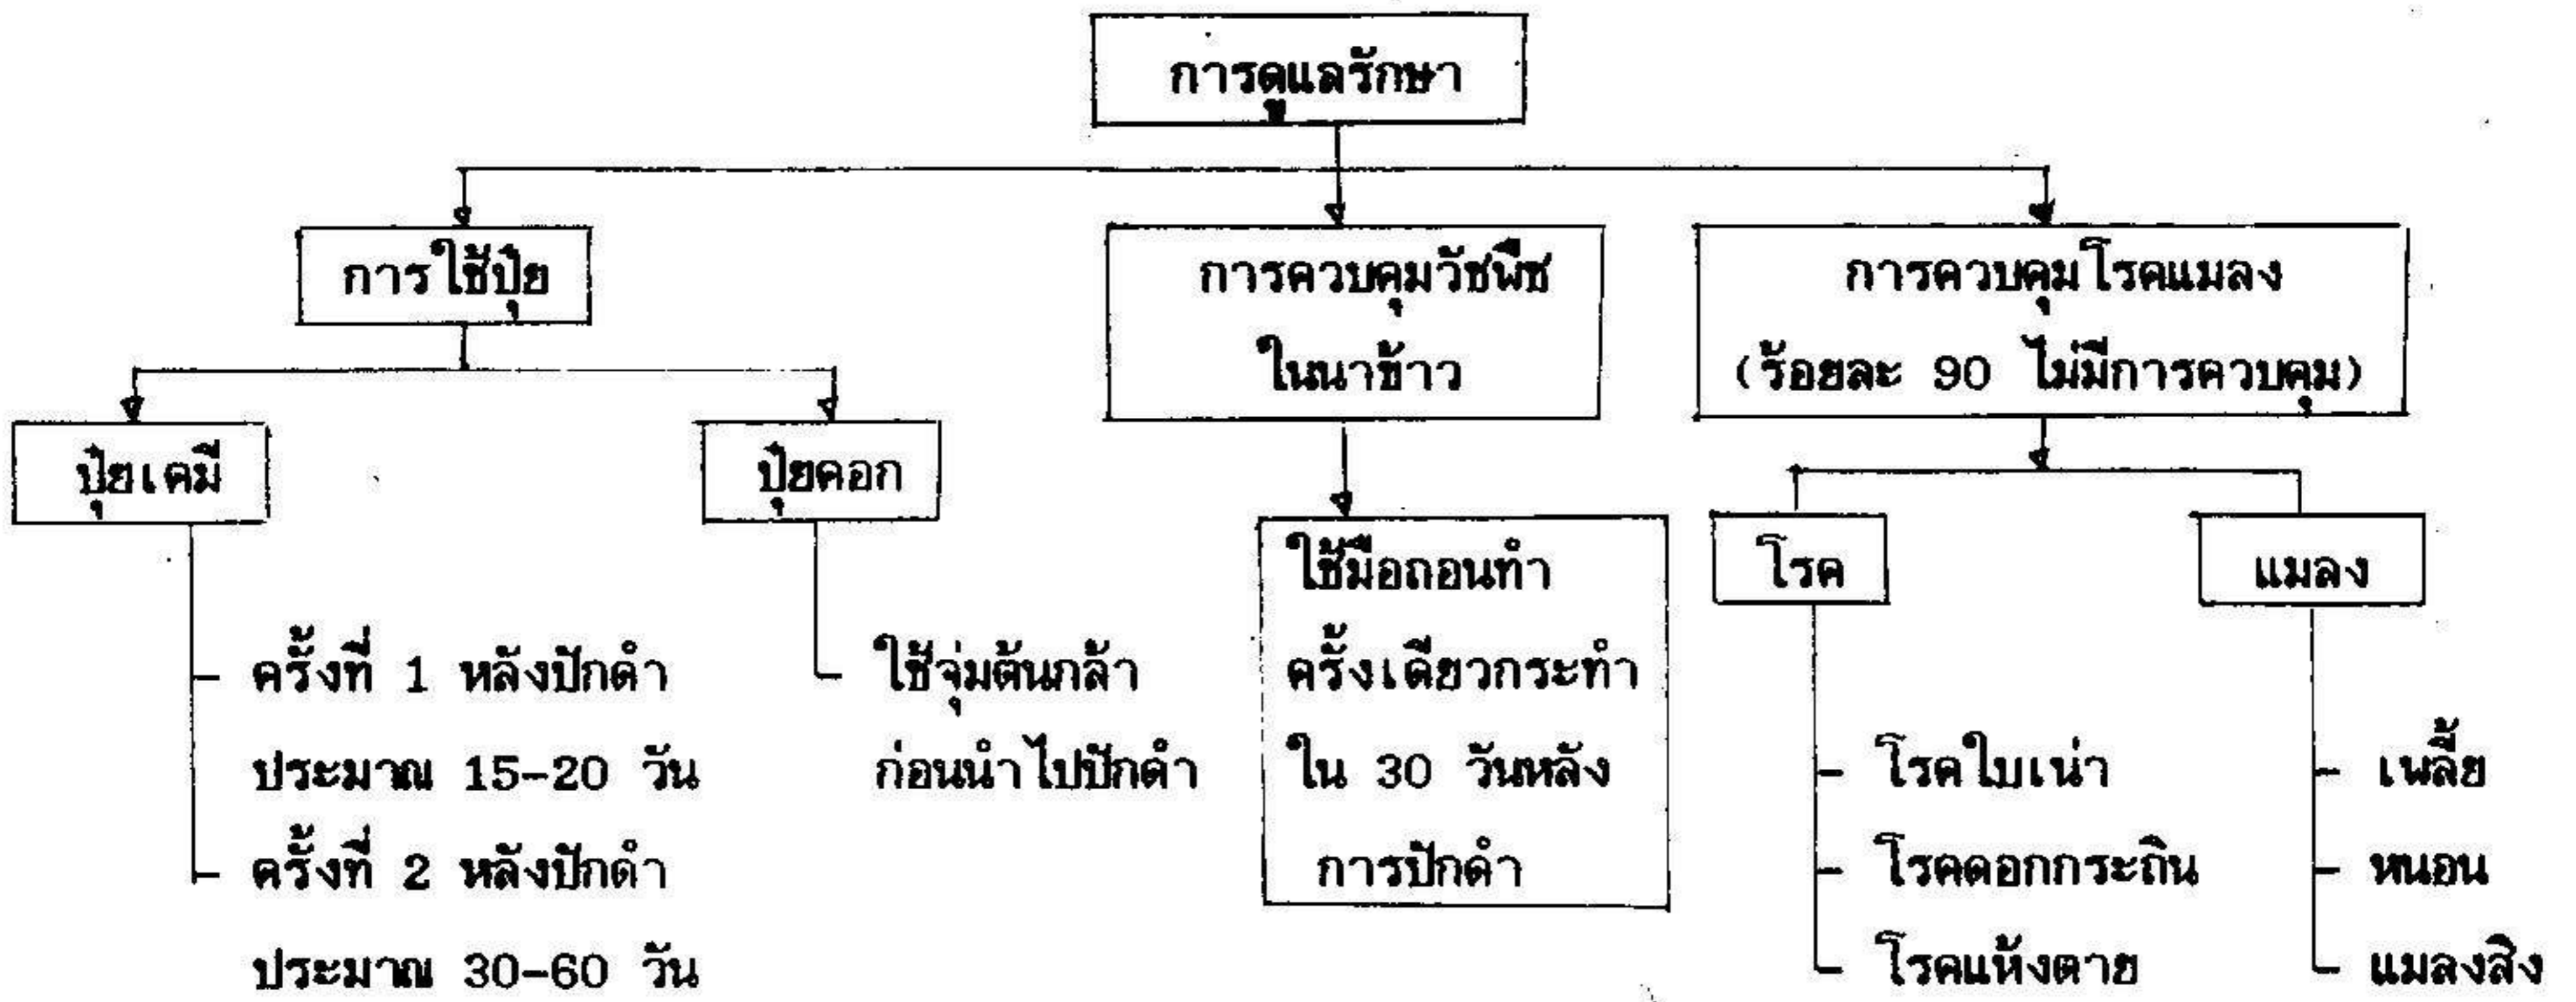 การดูแลรักษา
การใช้ปุ๋ย
ปุ๋ยเคมี
- ครั้งที่ 1 หลังปักดำ
ประมาณ 15-20 วัน
- ครั้งที่ 2 หลังปักดำ
ประมาณ 30-60 วัน
ปุ๋ยคอก
- ใช้จุ่มต้นกล้า
ก่อนนำไปปักดำ
การควบคุมวัชพืช
ในนาข้าว
ใช้มือถอนทำ
ครั้งเดียวกระทำ
ใน 30 วันหลัง
การปักดำ
การควบคุมโรคแมลง
(ร้อยละ 90 ไม่มีการควบคุม)
โรค
- โรคใบเน่า
- โรคดอกกระถิน
- โรคแห้งตาย
แมลง
- เพลี้ย
- หนอน
- แมลงสิง